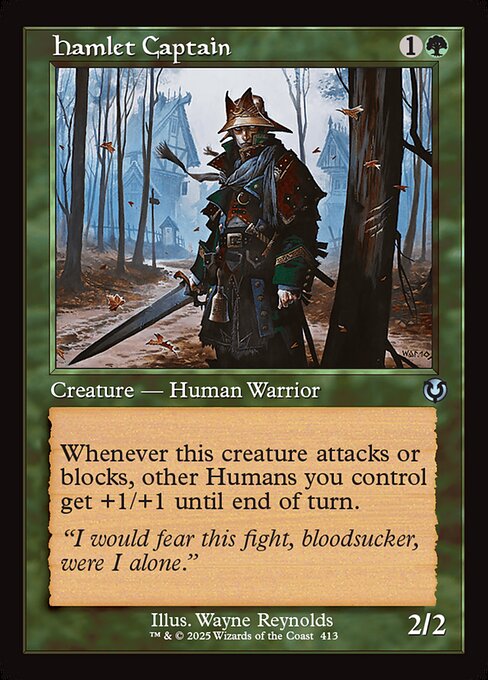 Hamlet Captain
1
Creature — Human Warrior
Whenever this creature attacks or
blocks, other Humans you control
get +1/+1 until end of turn.
“I would fear this fight, bloodsucker,
were I alone.”
Illus. Wayne Reynolds
™ & © 2025 Wizards of the Coast 413
2/2